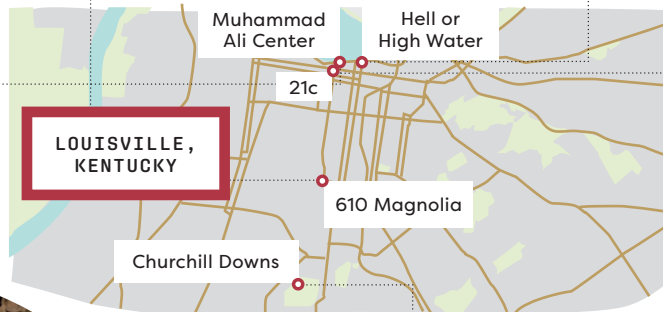 Muhammad
Ali Center
Hell or
High Water
21c
LOUISVILLE,
KENTUCKY
610 Magnolia
Churchill Downs